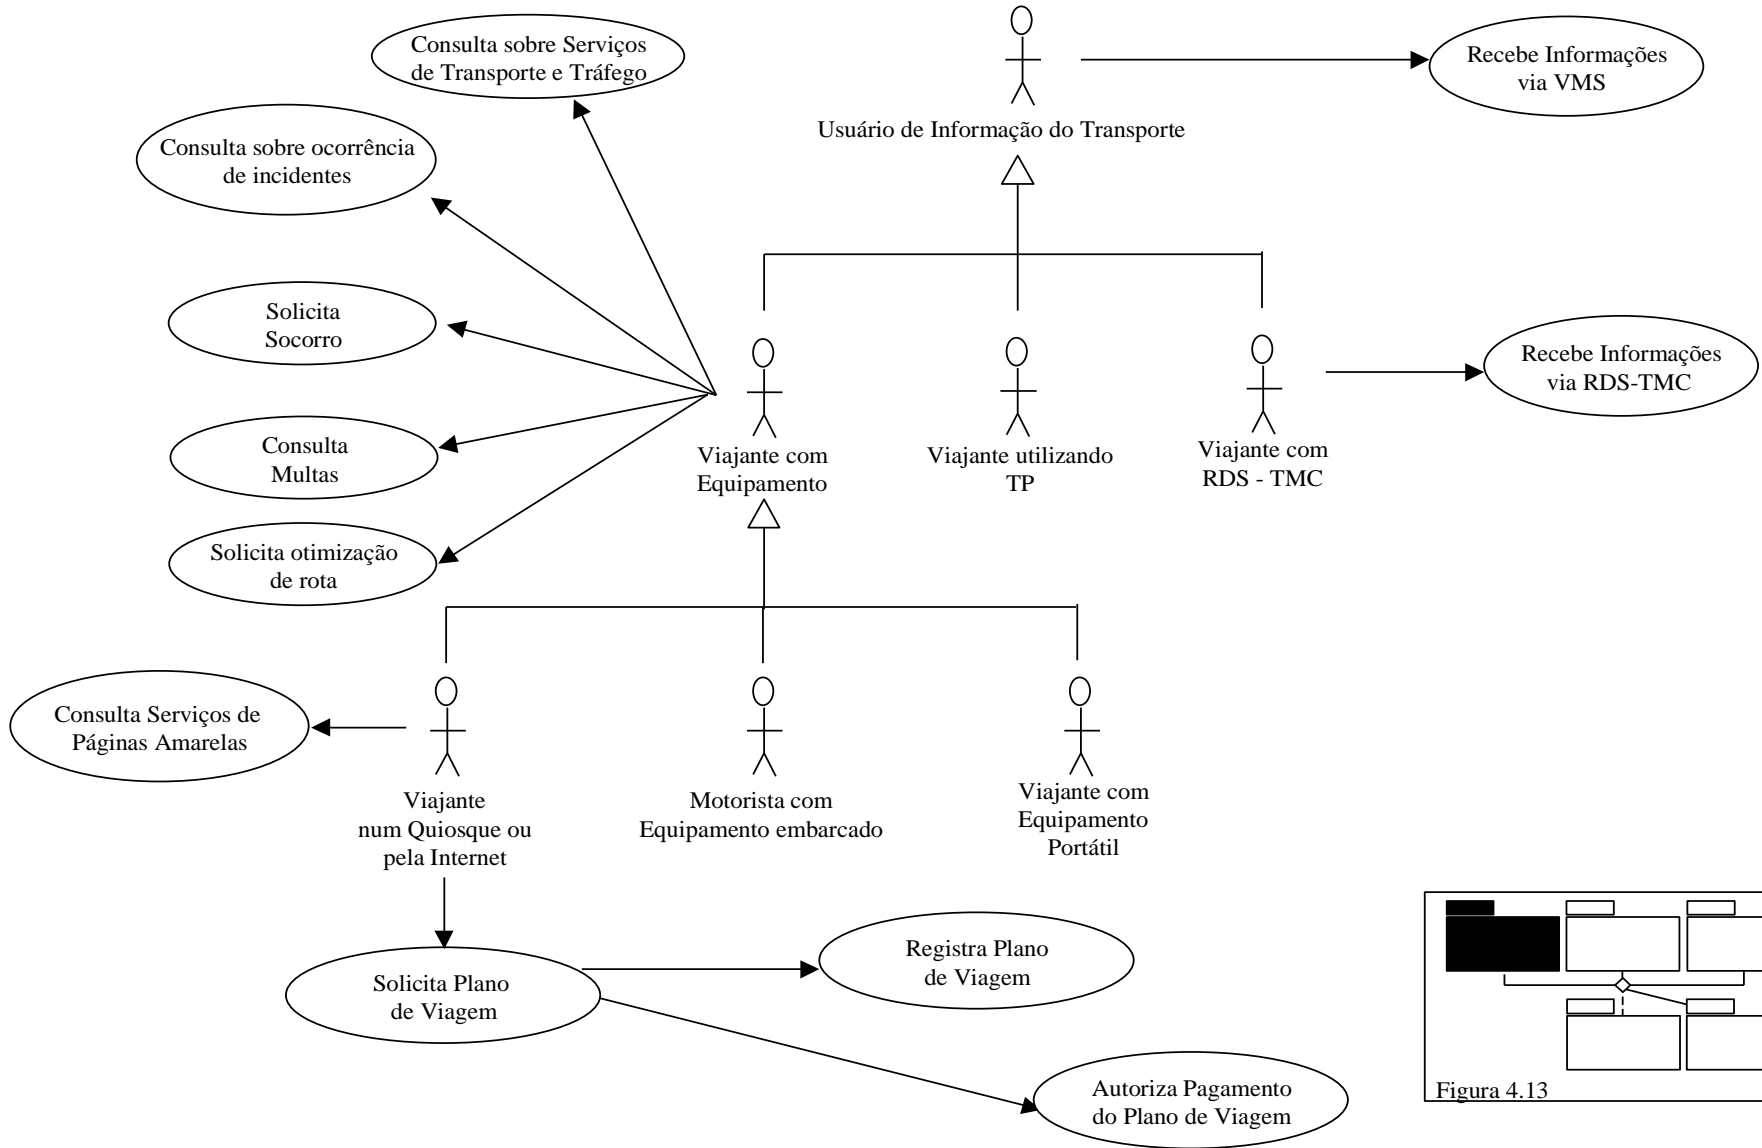 Consulta sobre Serviços
de Transporte e Tráfego
Recebe Informações
via VMS
Usuário de Informação do Transporte
Consulta sobre ocorrência
de incidentes
Solicita
Socorro
Recebe Informações
via RDS-TMC
Consulta
Multas
Viajante com
Equipamento
Viajante utilizando
TP
Viajante com
RDS - TMC
Solicita otimização
de rota
Consulta Serviços de
Páginas Amarelas
Viajante
num Quiosque ou
pela Internet
Motorista com
Equipamento embarcado
Viajante com
Equipamento
Portátil
Solicita Plano
de Viagem
Registra Plano
de Viagem
Autoriza Pagamento
do Plano de Viagem
Figura 4.13